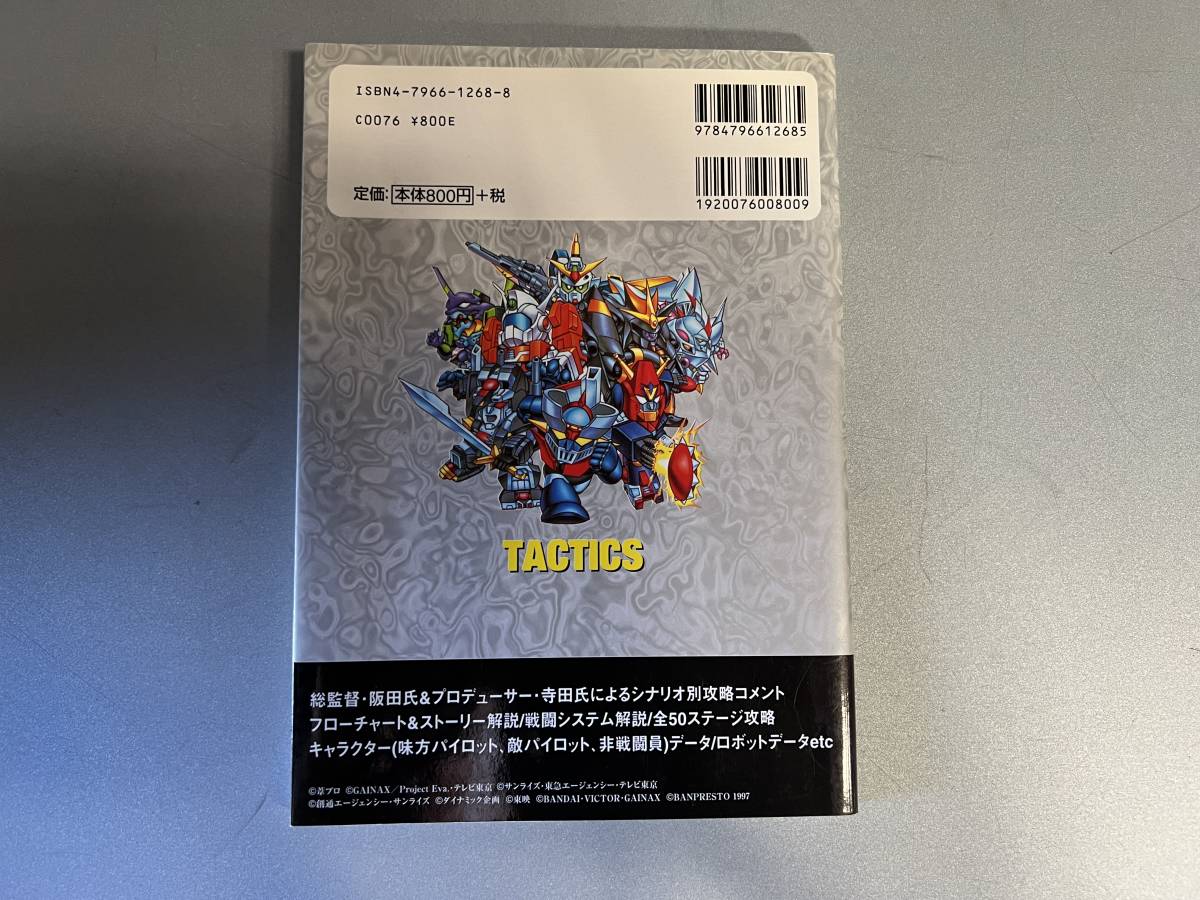 ISBN4-7966-1268-8
C0076 ¥800E
定価:本体800円+税
9784796612685
1920076008009
TACTICS
総監督・阪田氏&プロデューサー・寺田氏によるシナリオ別攻略コメント
フローチャート&ストーリー解説/戦闘システム解説/全50ステージ攻略
キャラクター(味方パイロット、敵パイロット、非戦闘員)データ/ロボットデータetc
©葦プロ ©GAINAX/Project Eva.・テレビ東京 ©サンライズ・東急エージェンシー・テレビ東京
©創通エージェンシー・サンライズ ©ダイナミック企画 ©東映 ©BANDAI・VICTOR・GAINAX ©BANPRESTO 1997